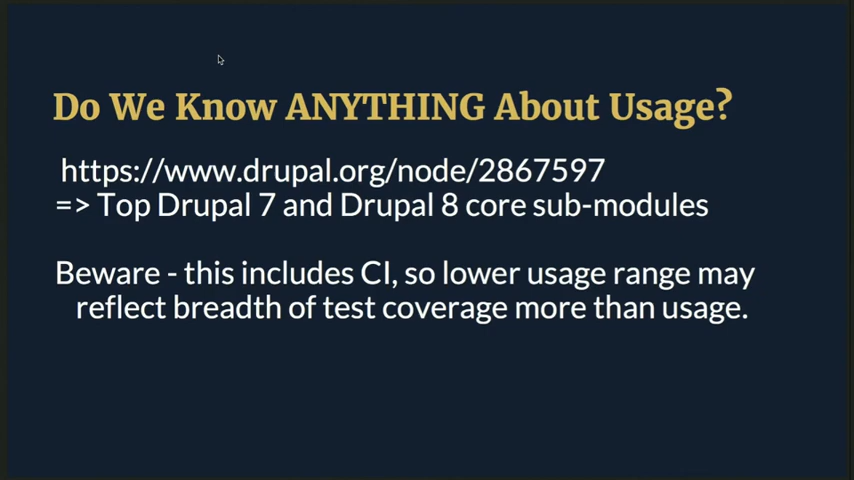 Do We Know ANYTHING About Usage?
https://www.drupal.org/node/2867597
=> Top Drupal 7 and Drupal 8 core sub-modules
Beware - this includes CI, so lower usage range may
reflect breadth of test coverage more than usage.